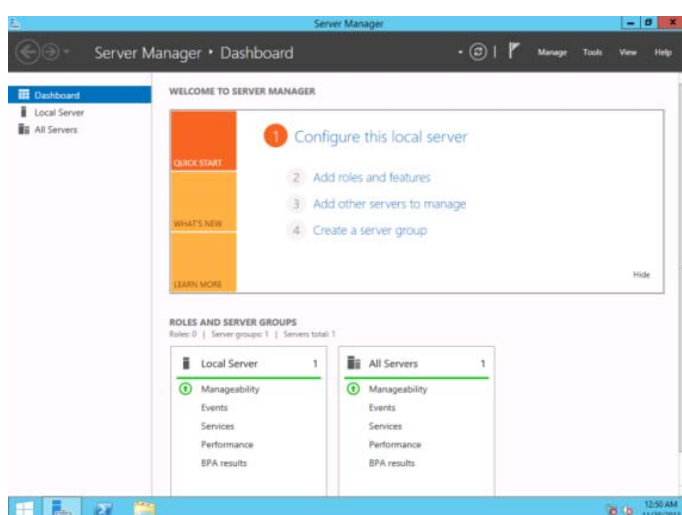 Server Manager
Server Manager • Dashboard
Manage Tools View Help
Dashboard
Local Server
All Servers
WELCOME TO SERVER MANAGER
QUICK START
WHAT'S NEW
LEARN MORE
1 Configure this local server
2 Add roles and features
3 Add other servers to manage
4 Create a server group
Hide
ROLES AND SERVER GROUPS
Roles: 0 | Server groups: 1 | Servers total: 1
Local Server 1
Manageability
Events
Services
Performance
BPA results
All Servers 1
Manageability
Events
Services
Performance
BPA results
12:50 AM